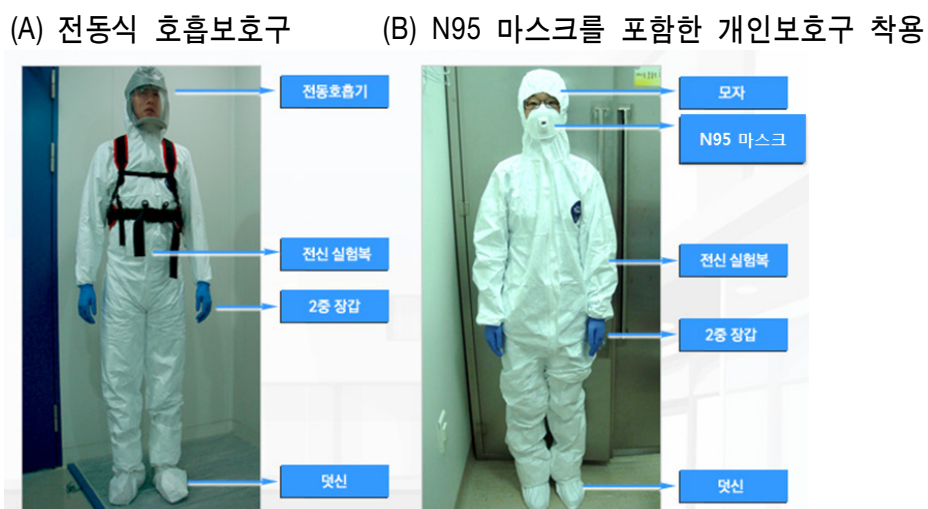 (A) 전동식 호흡보호구
(B) N95 마스크를 포함한 개인보호구 착용
전동호흡기
전신 실험복
2중 장갑
덧신
모자
N95 마스크
전신 실험복
2중 장갑
덧신